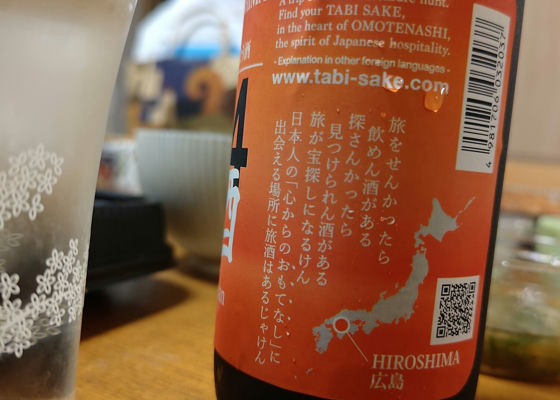 Find your TABI SAKE,
in the heart of OMOTENASHI,
the spirit of Japanese hospitality.
- Explanation in other foreign languages -
www.tabi-sake.com
旅をせんかったら
飲めん酒がある
探さんかったら
見つけられん酒がある
旅が宝探しになるけん
日本人の「心からのおもてなし」に
出会える場所に旅酒はあるじゃけん
4 981706 032037
HIROSHIMA
広島